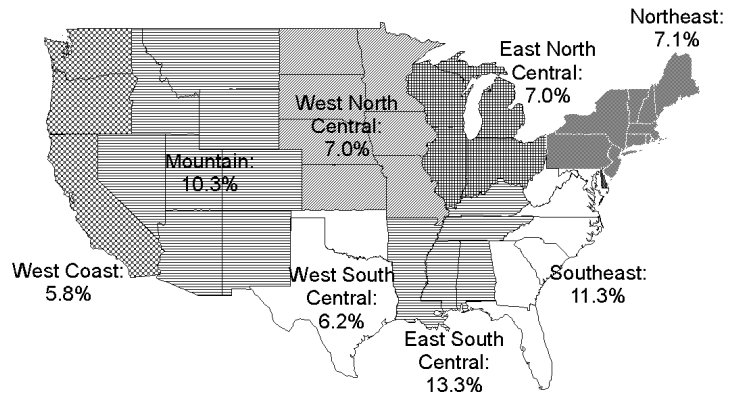 Northeast:
7.1%
East North
Central:
7.0%
West North
Central:
7.0%
Mountain:
10.3%
West Coast:
5.8%
West South
Central:
6.2%
Southeast:
11.3%
East South
Central:
13.3%